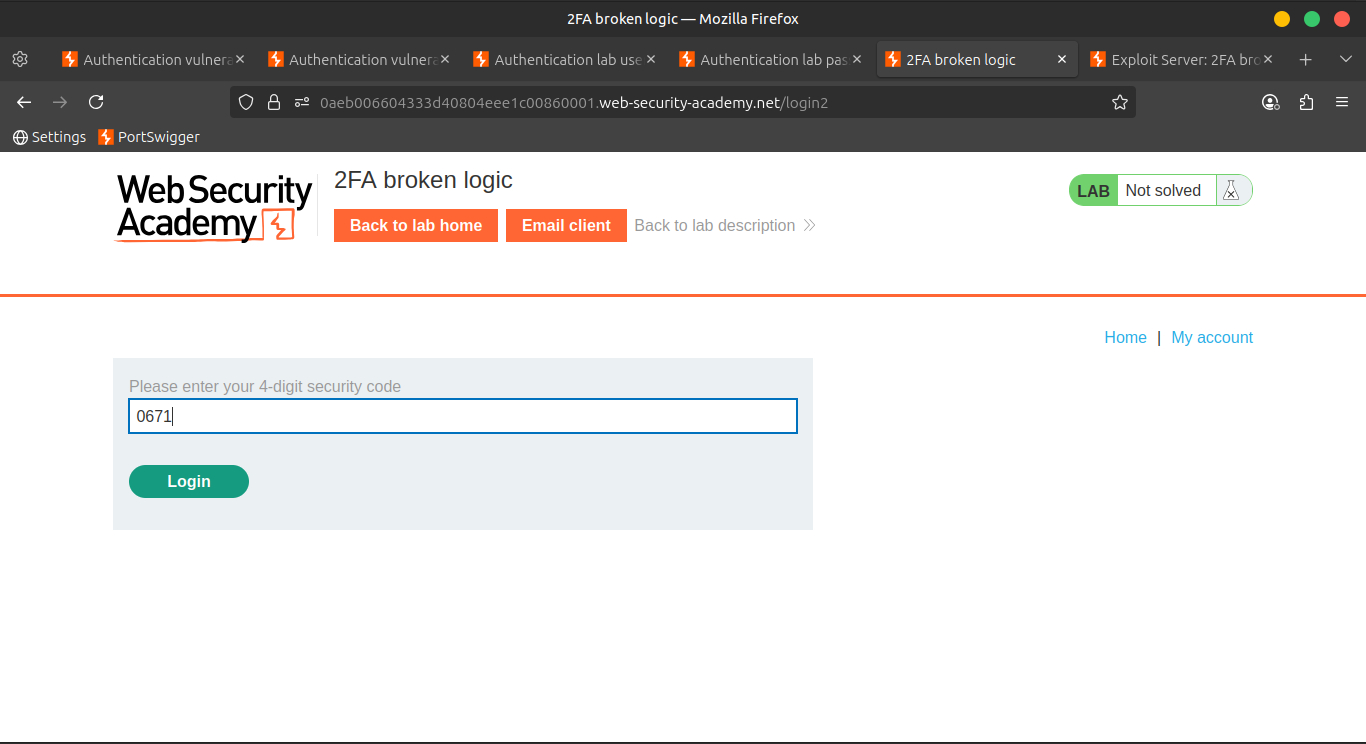 2FA broken logic — Mozilla Firefox
Authentication vulnera
Authentication vulnera
Authentication lab use
Authentication lab pas
2FA broken logic
Exploit Server: 2FA bro
0aeb006604333d40804eee1c00860001.web-security-academy.net/login2
Settings
PortSwigger
Web Security
Academy
2FA broken logic
Back to lab home
Email client
Back to lab description
LAB
Not solved
Home | My account
Please enter your 4-digit security code
0671
Login